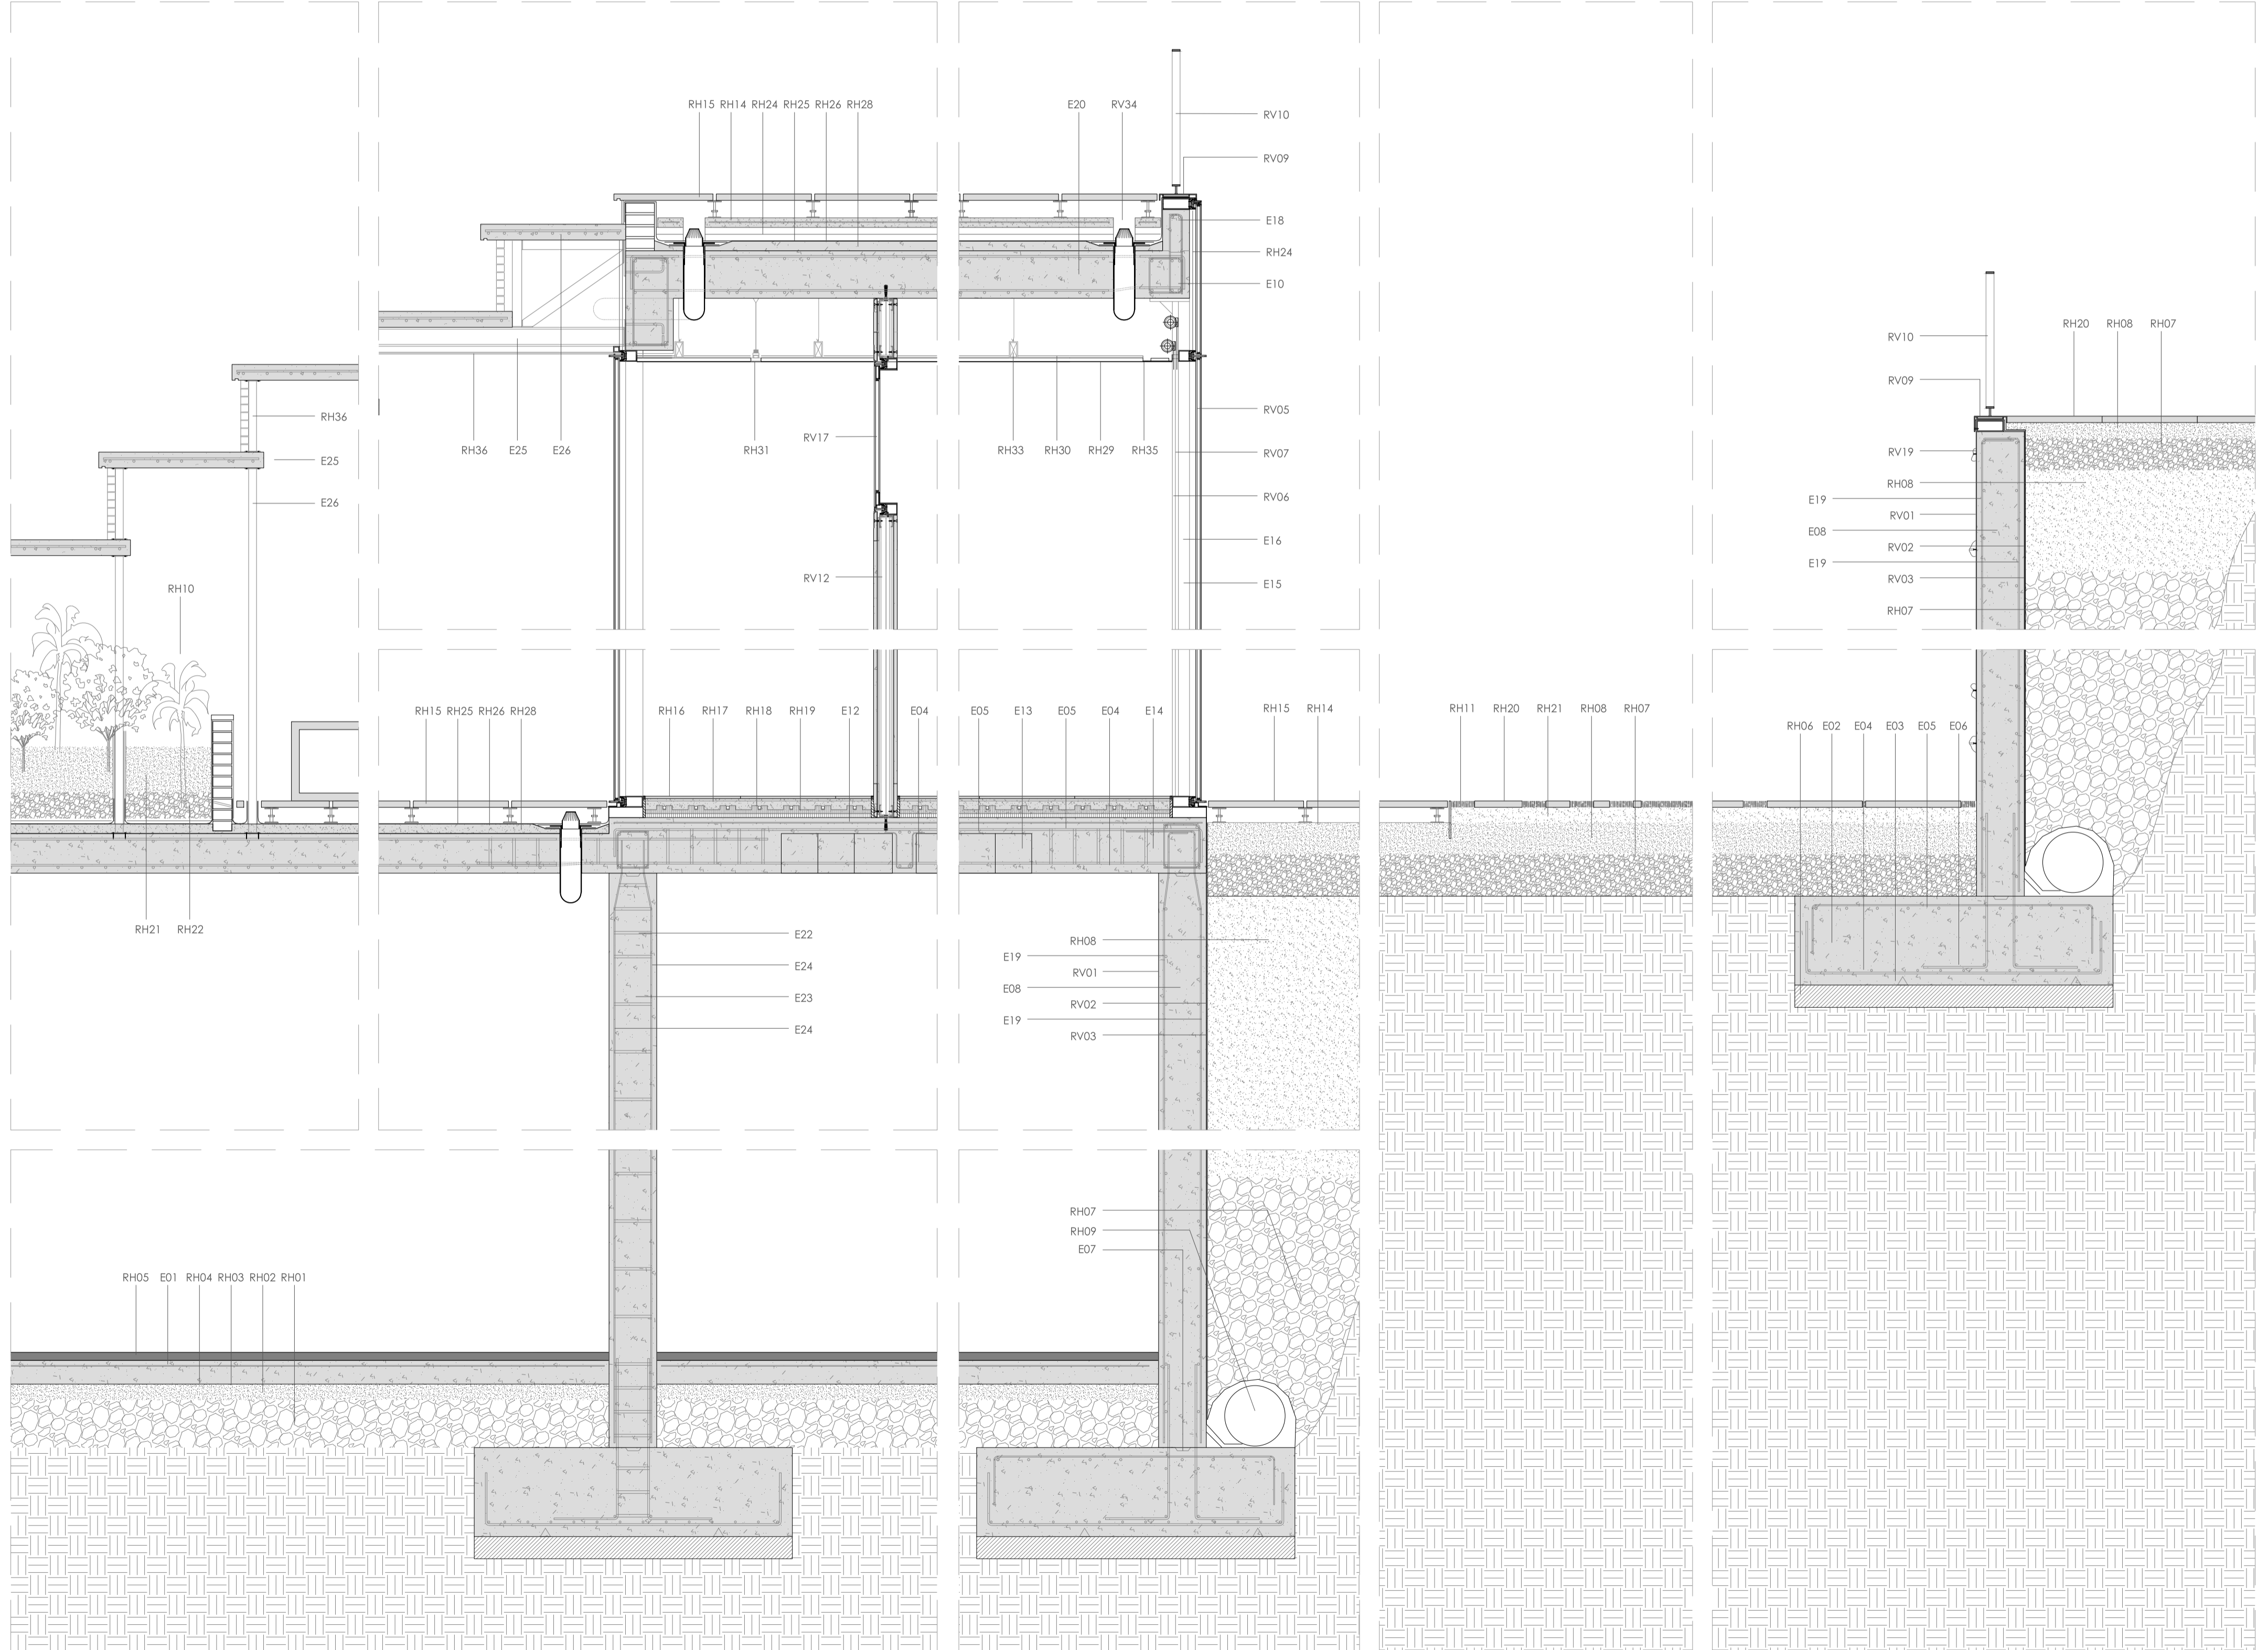 RH15 RH14 RH24 RH25 RH26 RH28
E20 RV34
RV10
RV09
E18
RH24
E10
RV05
RV07
RV06
E16
E15
RH36
E25
E26
RH36 E25 E26
RH31
RV17
RV12
RH33 RH30 RH29 RH35
RH10
RV10
RV09
RH20 RH08 RH07
RV19
RH08
E19
RV01
E08
RV02
E19
RV03
RH07
RH15 RH25 RH26 RH28
RH16 RH17 RH18 RH19 E12 E04
E05 E13 E05 E04 E14
RH15 RH14
RH11 RH20 RH21 RH08 RH07
RH06 E02 E04 E03 E05 E06
RH21 RH22
E22
E24
E23
E24
RH08
E19
RV01
E08
RV02
E19
RV03
RH07
RH09
E07
RH05 E01 RH04 RH03 RH02 RH01